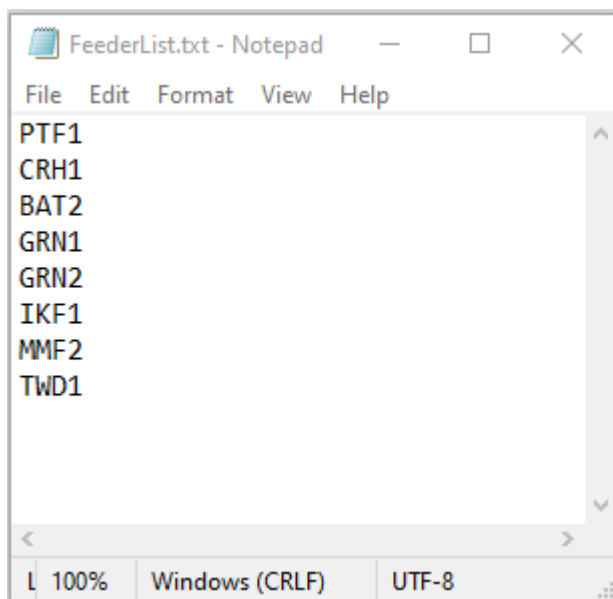 FeederList.txt - Notepad
File Edit Format View Help
PTF1
CRH1
BAT2
GRN1
GRN2
IKF1
MMF2
TWD1
L 100% Windows (CRLF) UTF-8